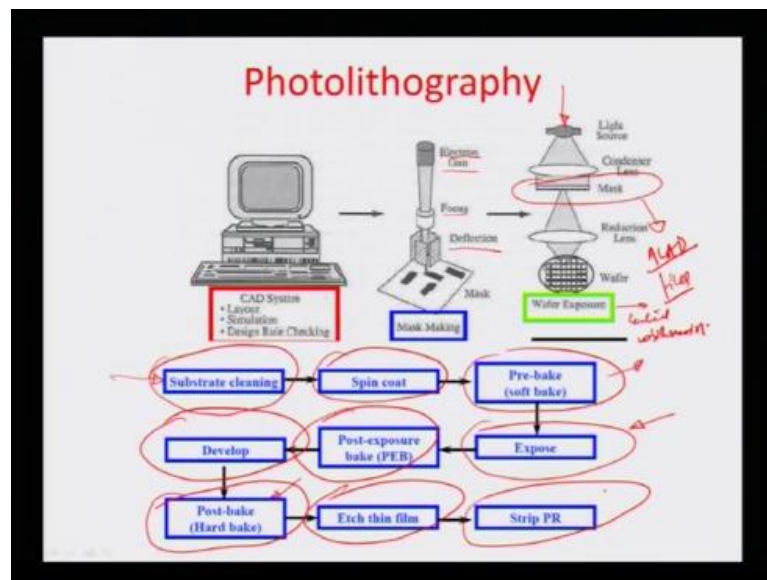 Photolithography
Light
Source
Condenser
Lens
Mask
Electron
Gun
Focus
Deflection
Mask
Reduction
Lens
Wafer
CAD System
• Layout
• Simulation
• Design Rule Checking
Mask Making
Wafer Exposure
Substrate cleaning
Spin coat
Pre-bake
(soft bake)
Develop
Post-exposure
bake (PEB)
Expose
Post-bake
(Hard bake)
Etch thin film
Strip PR